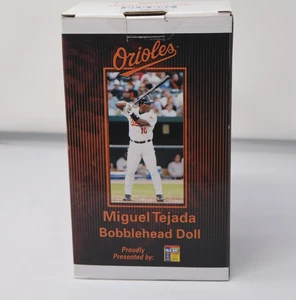 Orioles
10
Miguel Tejada
Bobblehead Doll
Proudly
Presented by: